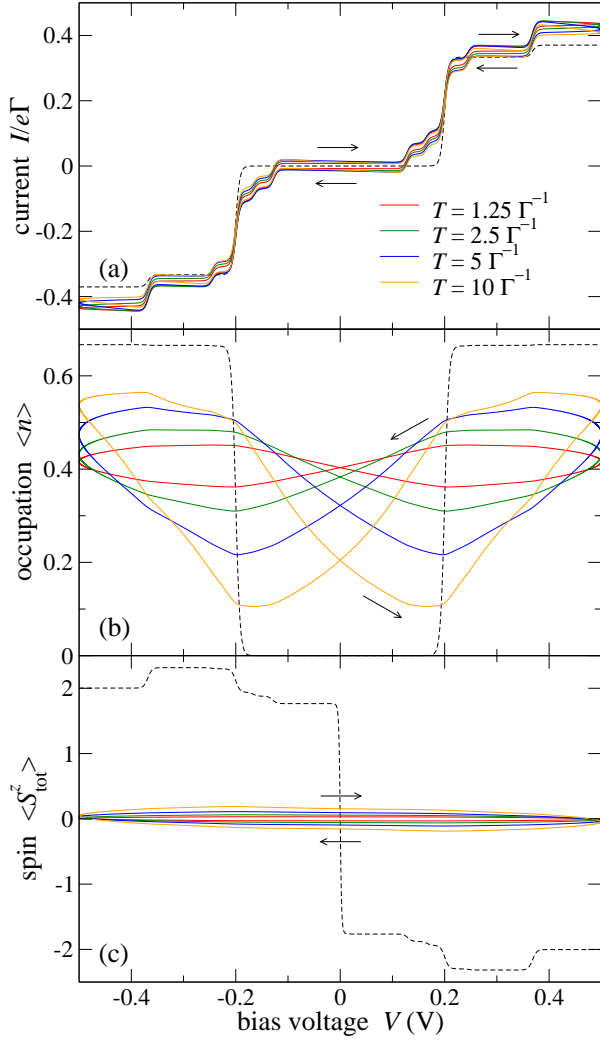 0.4
0.2
0
-0.2
-0.4
current I/eΓ
(a)
T = 1.25 Γ⁻¹
T = 2.5 Γ⁻¹
T = 5 Γ⁻¹
T = 10 Γ⁻¹
0.6
0.4
0.2
0
occupation <n>
(b)
2
1
0
-1
-2
spin <S^z_tot>
(c)
-0.4 -0.2 0 0.2 0.4
bias voltage V (V)